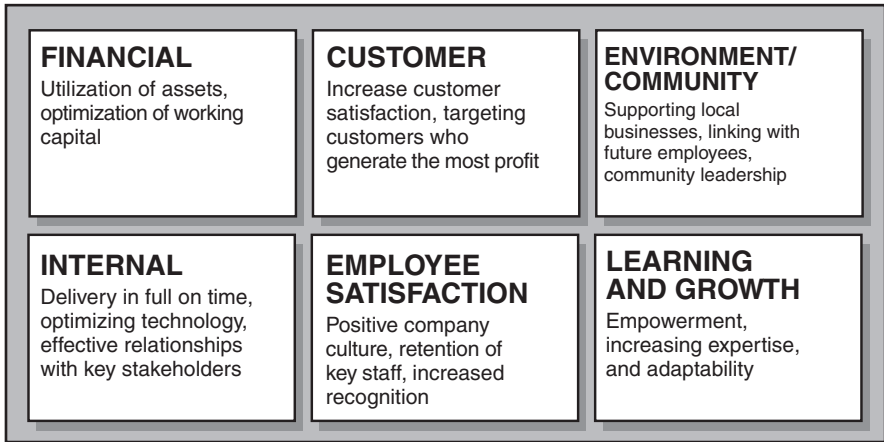 FINANCIAL
Utilization of assets,
optimization of working
capital
CUSTOMER
Increase customer
satisfaction, targeting
customers who
generate the most profit
ENVIRONMENT/
COMMUNITY
Supporting local
businesses, linking with
future employees,
community leadership
INTERNAL
Delivery in full on time,
optimizing technology,
effective relationships
with key stakeholders
EMPLOYEE
SATISFACTION
Positive company
culture, retention of
key staff, increased
recognition
LEARNING
AND GROWTH
Empowerment,
increasing expertise,
and adaptability